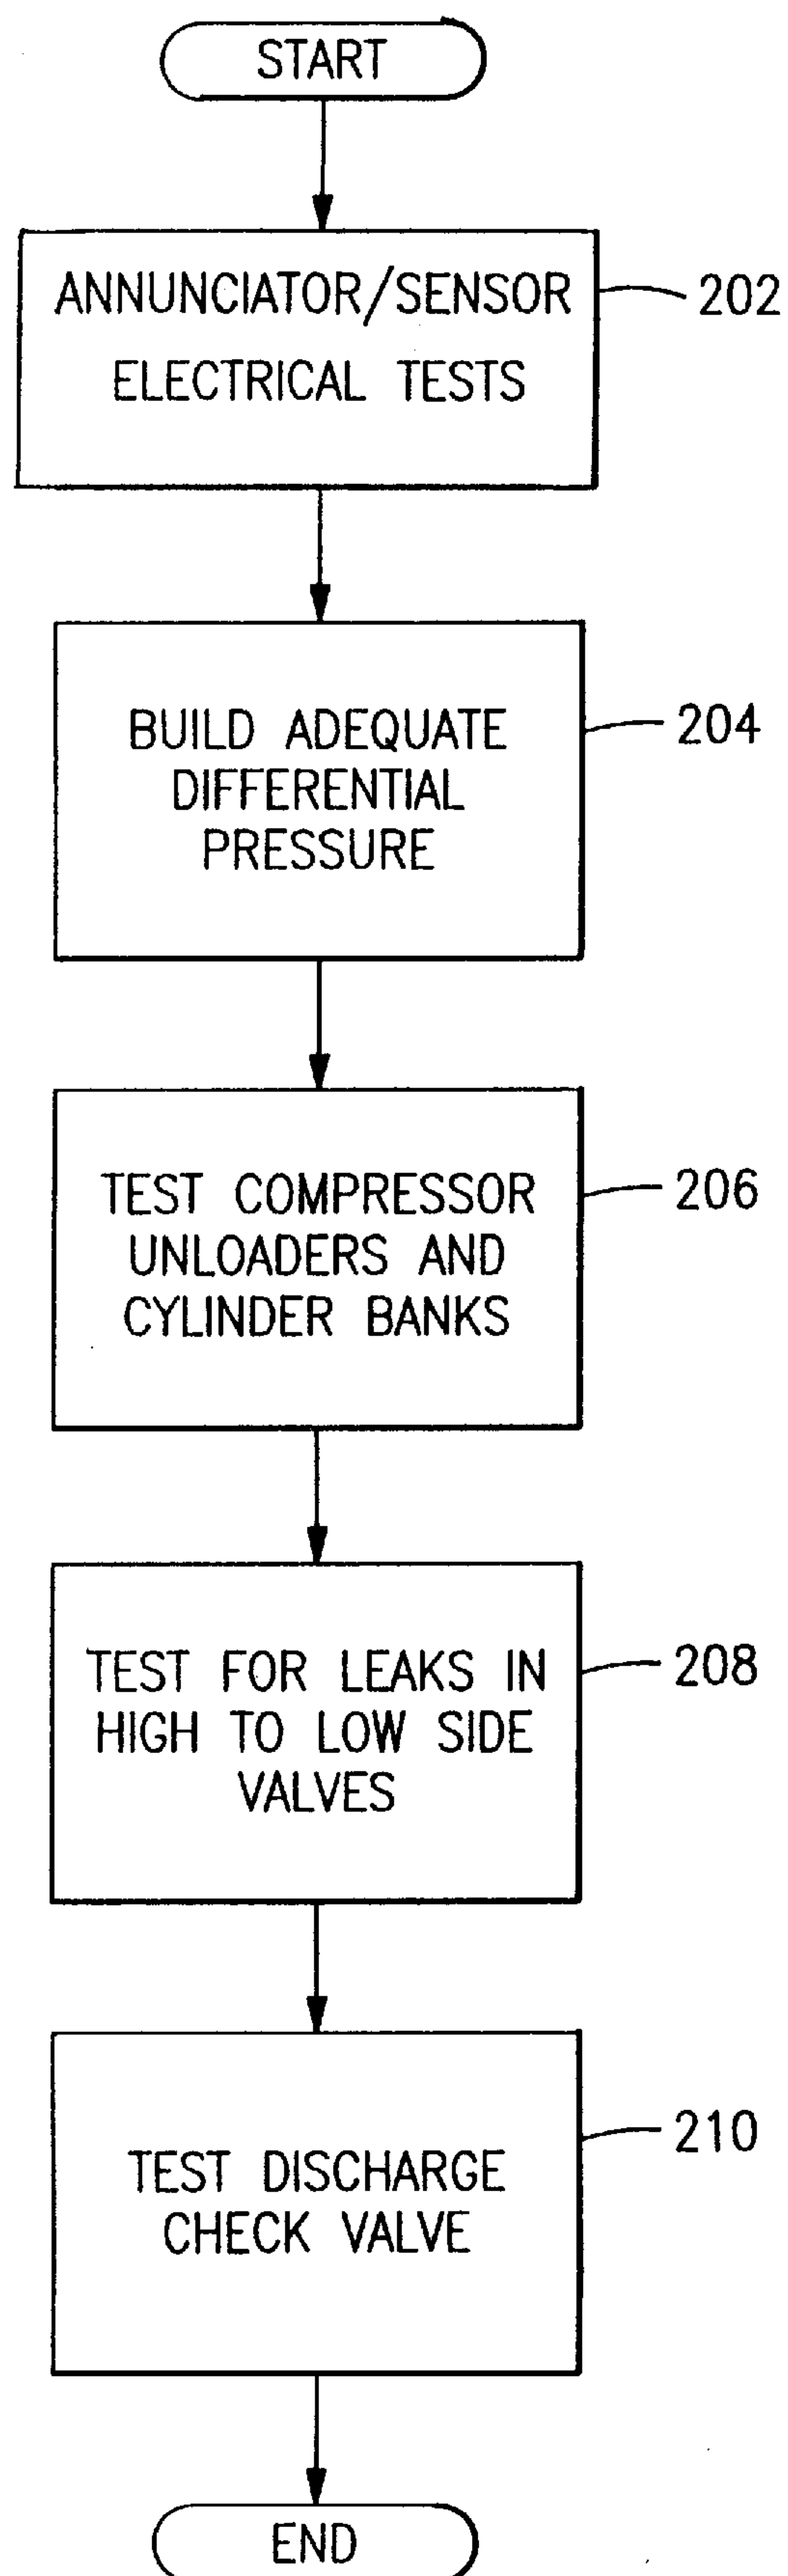 START
ANNUNCIATOR/SENSOR
202
ELECTRICAL TESTS
BUILD ADEQUATE
204
DIFFERENTIAL
PRESSURE
TEST COMPRESSOR
206
UNLOADERS AND
CYLINDER BANKS
TEST FOR LEAKS IN
208
HIGH TO LOW SIDE
VALVES
210
TEST DISCHARGE
CHECK VALVE
END